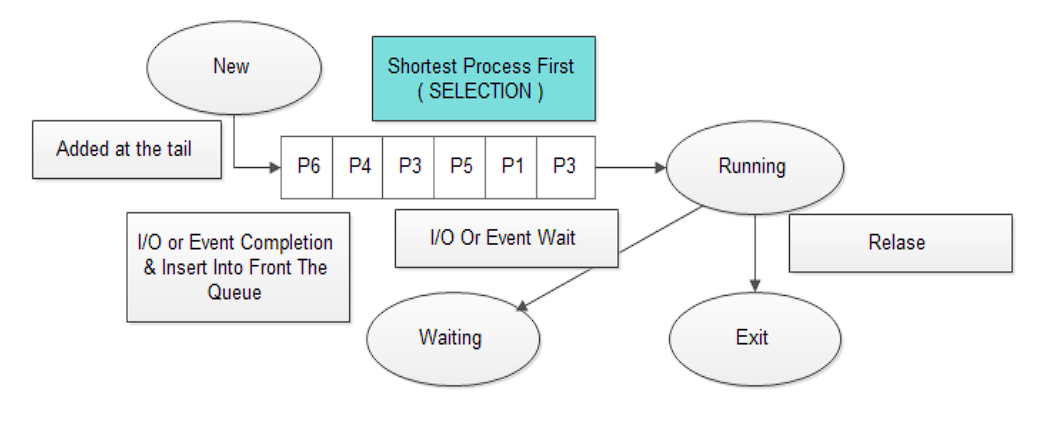 New
Shortest Process First
( SELECTION )
Added at the tail
P6 P4 P3 P5 P1 P3
Running
I/O or Event Completion
& Insert Into Front The
Queue
I/O Or Event Wait
Relase
Waiting
Exit